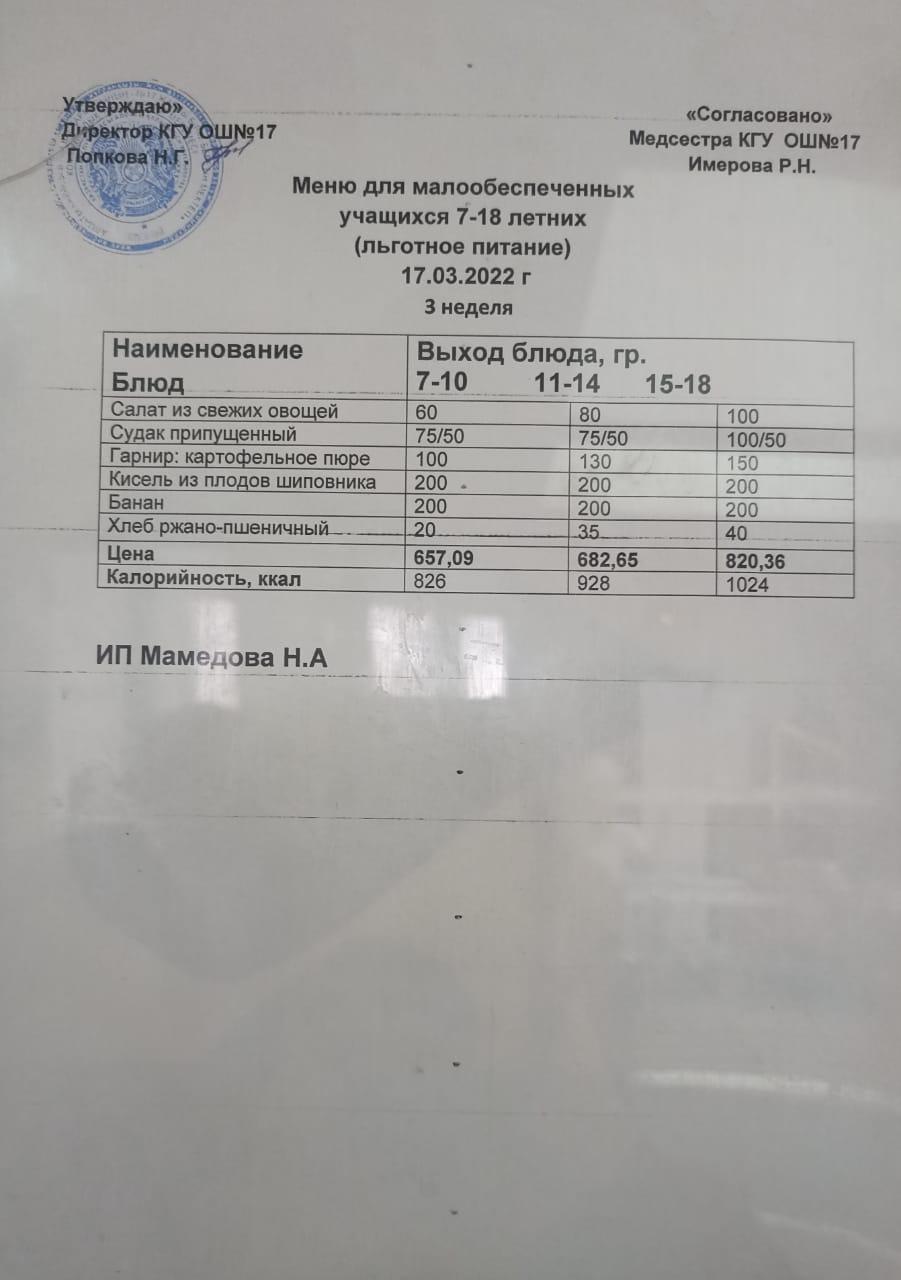 Утверждаю»
Директор КГУ ОШ№17
Попкова Н.Г.
«Согласовано»
Медсестра КГУ ОШ№17
Имерова Р.Н.
Меню для малообеспеченных
учащихся 7-18 летних
(льготное питание)
17.03.2022 г
3 неделя
Наименование Блюд Выход блюда, гр.
7-10 11-14 15-18
Салат из свежих овощей 60 80 100
Судак припущенный 75/50 75/50 100/50
Гарнир: картофельное пюре 100 130 150
Кисель из плодов шиповника 200 200 200
Банан 200 200 200
Хлеб ржано-пшеничный 20 35 40
Цена 657,09 682,65 820,36
Калорийность, ккал 826 928 1024
ИП Мамедова Н.А